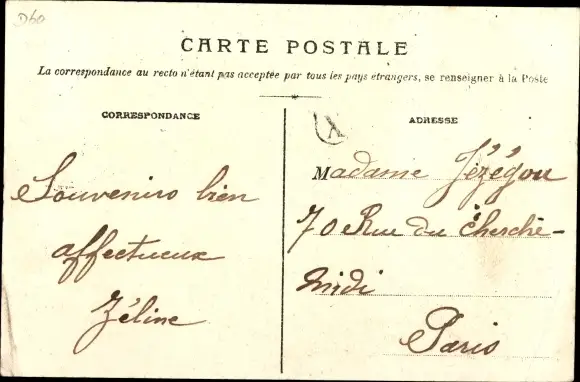 D60
CARTE POSTALE
La correspondance au recto n'étant pas acceptée par tous les pays étrangers, se renseigner à la Poste
CORRESPONDANCE
Souvenirs bien
affectueux
Zéline
X
ADRESSE
Madame Jézégou
70 Rue du Cherche-
midi
Paris